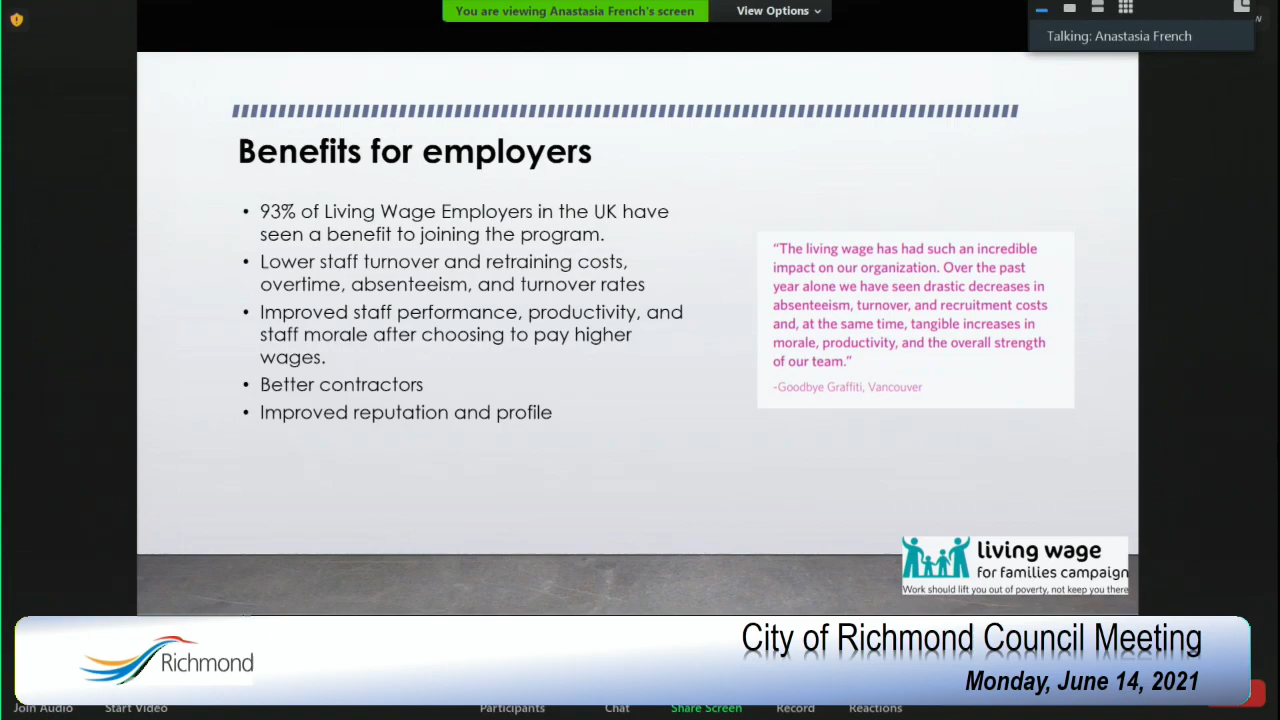 You are viewing Anastasia French's screen
View Options
Talking: Anastasia French
Benefits for employers
• 93% of Living Wage Employers in the UK have
seen a benefit to joining the program.
• Lower staff turnover and retraining costs,
overtime, absenteeism, and turnover rates
• Improved staff performance, productivity, and
staff morale after choosing to pay higher
wages.
• Better contractors
• Improved reputation and profile
“The living wage has had such an incredible
impact on our organization. Over the past
year alone we have seen drastic decreases in
absenteeism, turnover, and recruitment costs
and, at the same time, tangible increases in
morale, productivity, and the overall strength
of our team.”
-Goodbye Graffiti, Vancouver
living wage
for families campaign
Work should lift you out of poverty, not keep you there
Richmond
City of Richmond Council Meeting
Monday, June 14, 2021
Join Audio
Start Video
Participants
Chat
Share Screen
Record
Reactions